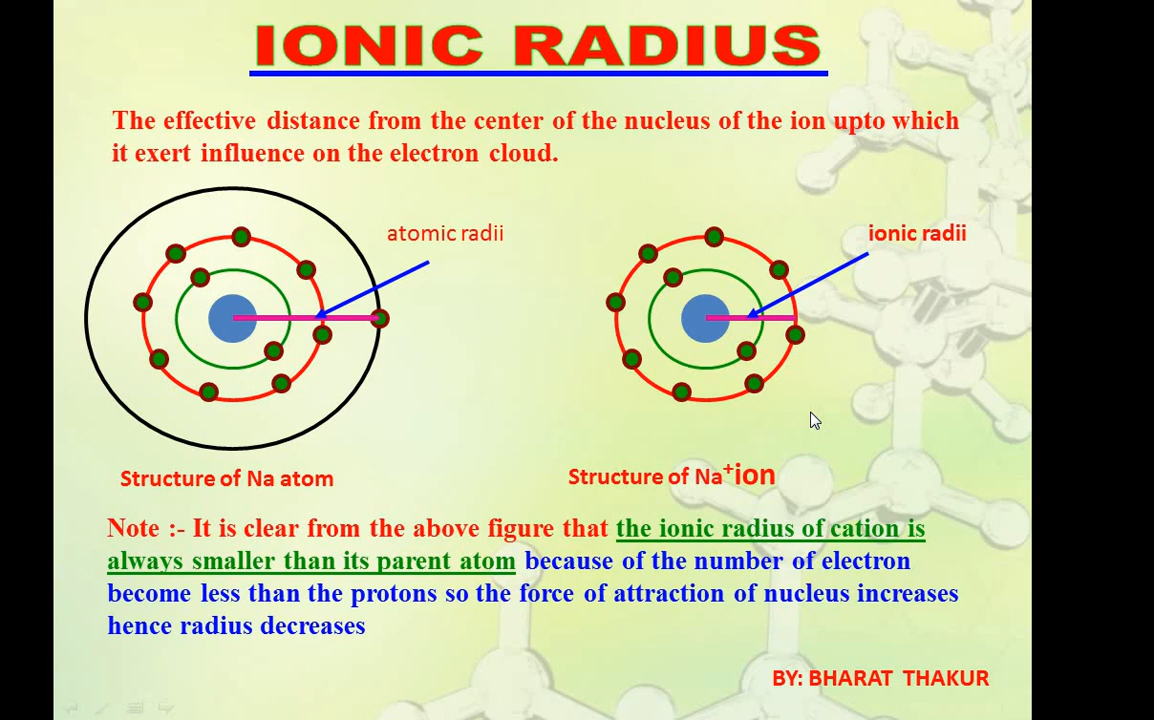 IONIC RADIUS
The effective distance from the center of the nucleus of the ion upto which
it exert influence on the electron cloud.
atomic radii
ionic radii
Structure of Na atom
Structure of Na⁺ion
Note :- It is clear from the above figure that the ionic radius of cation is
always smaller than its parent atom because of the number of electron
become less than the protons so the force of attraction of nucleus increases
hence radius decreases
BY: BHARAT THAKUR